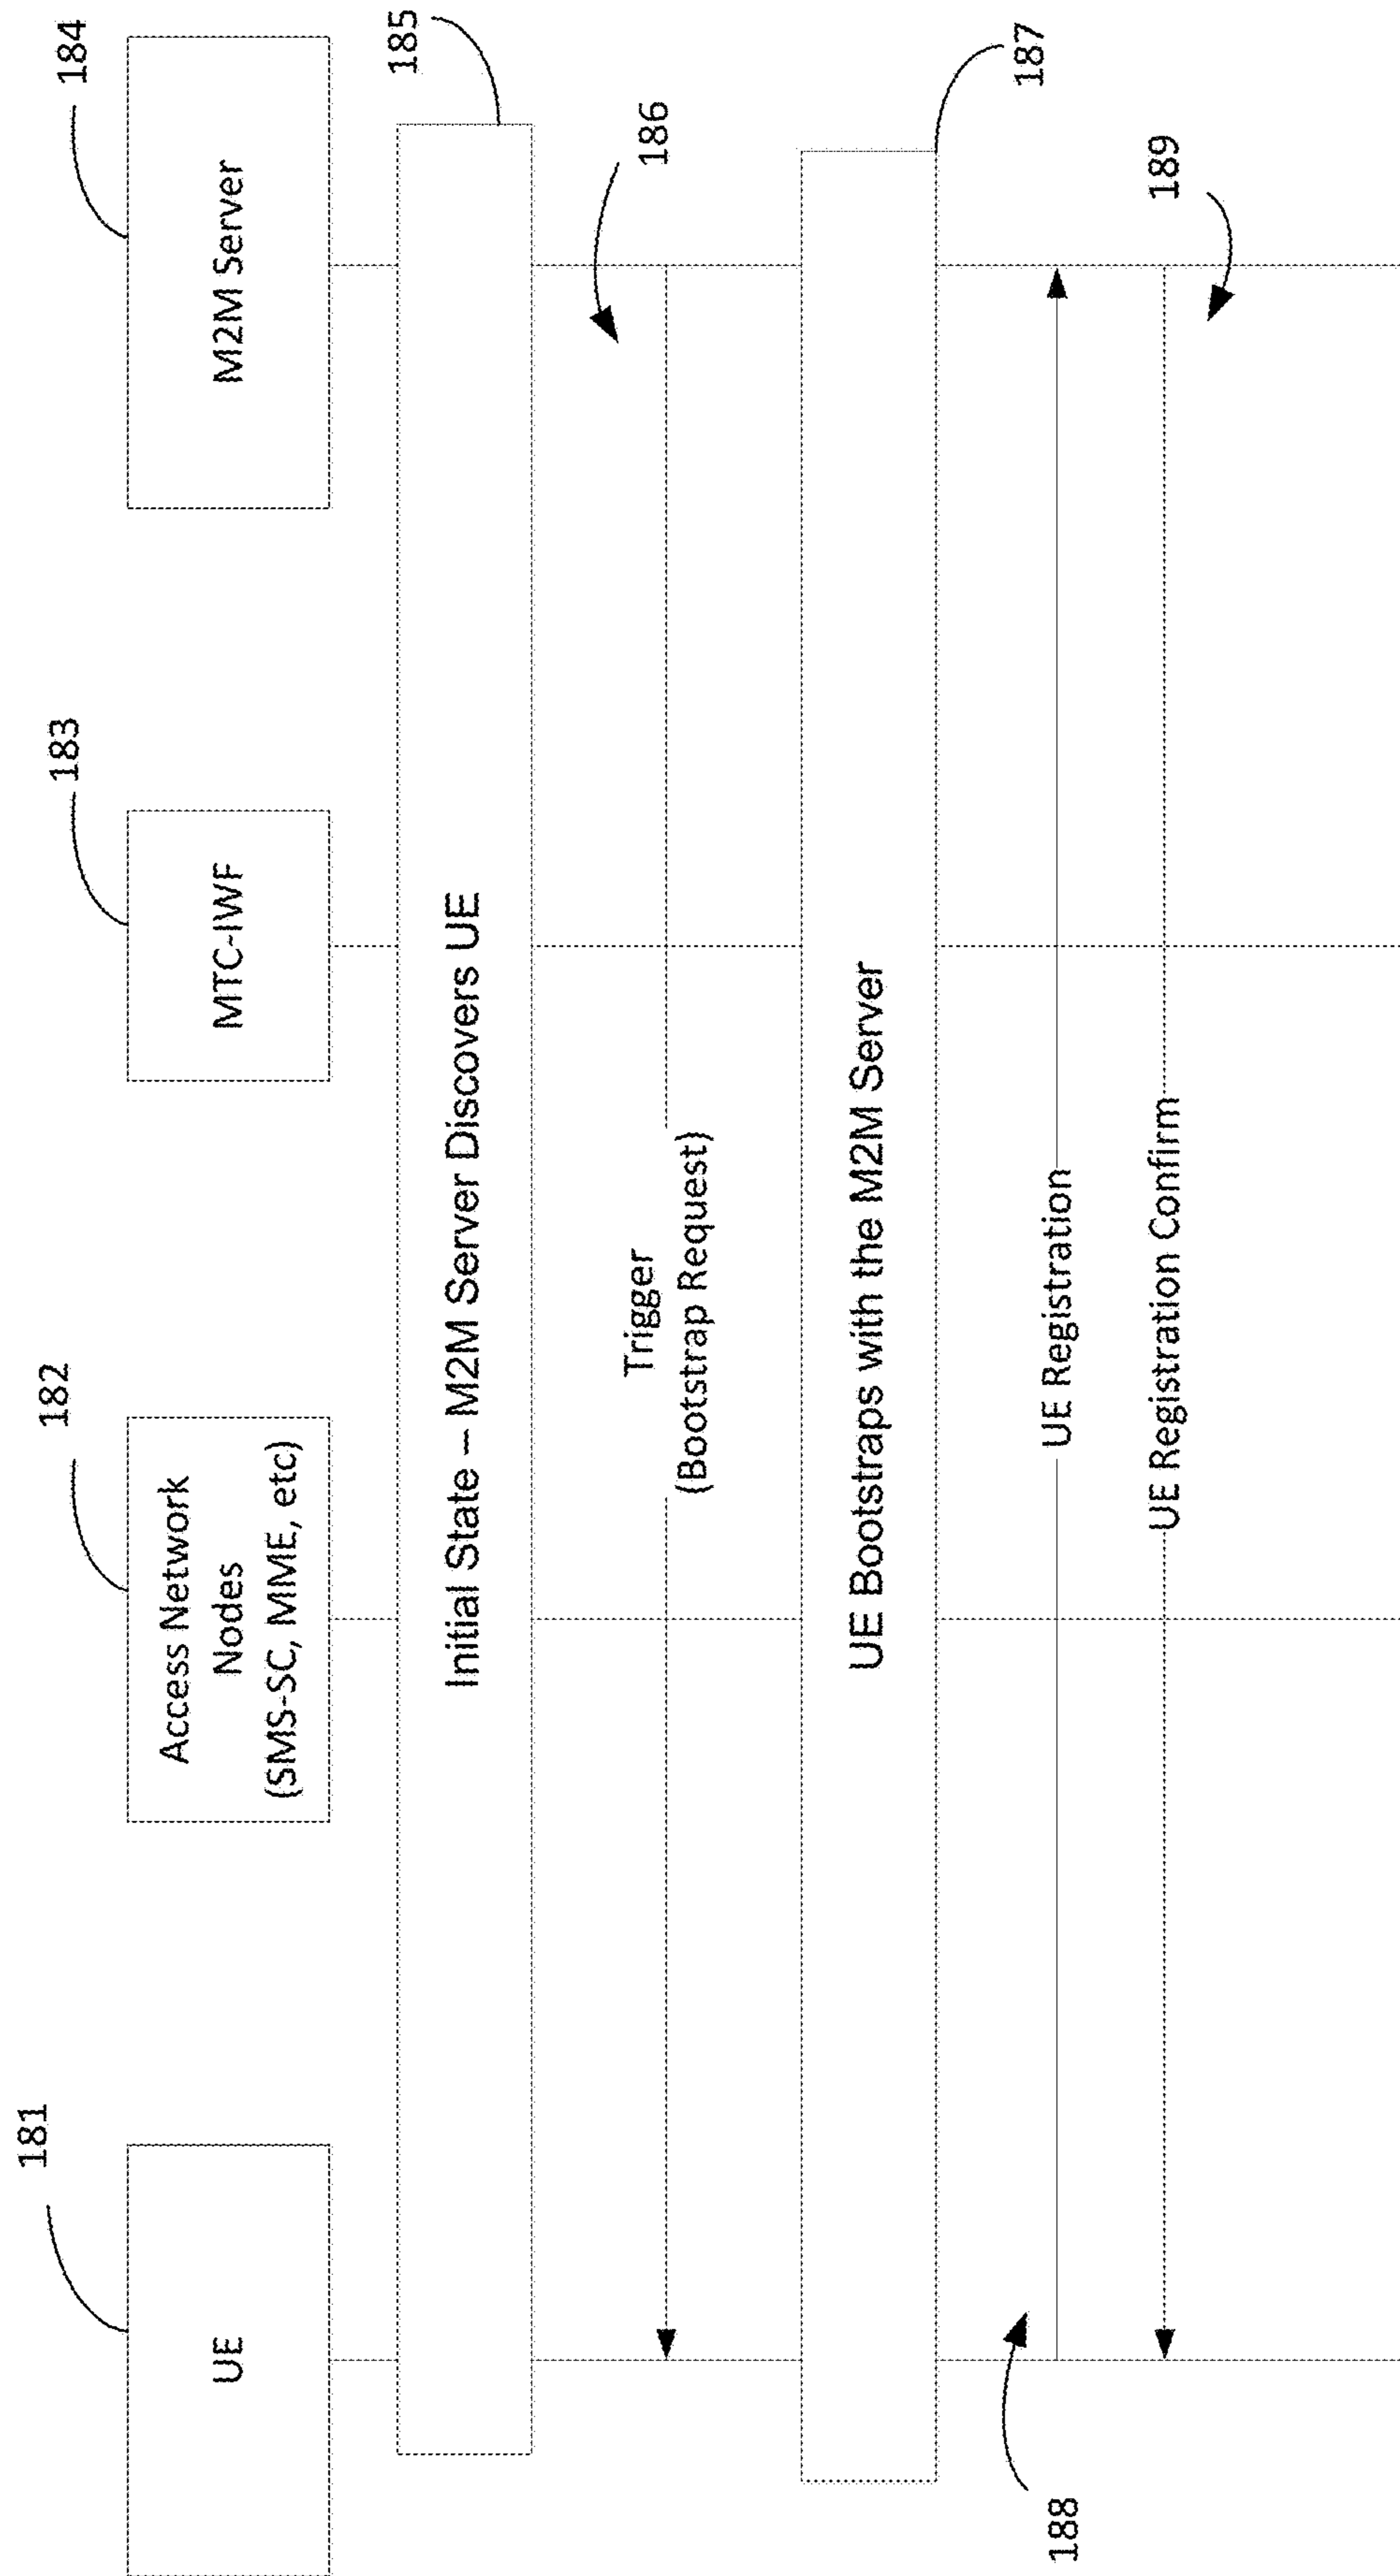 181
182
183
184
UE
Access Network
Nodes
(SMS-SC, MME, etc)
MTC-IWF
M2M Server
185
Initial State – M2M Server Discovers UE
186
Trigger
(Bootstrap Request)
187
UE Bootstraps with the M2M Server
188
UE Registration
189
UE Registration Confirm